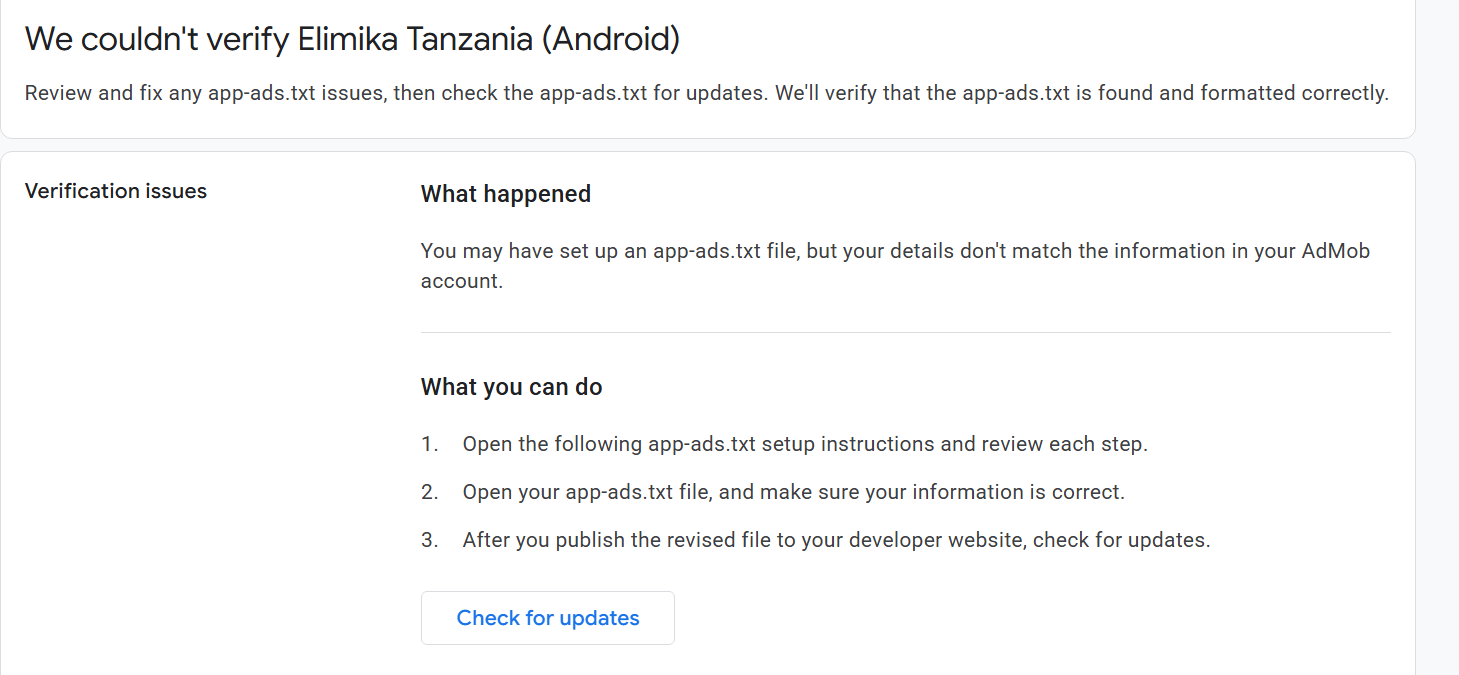 We couldn't verify Elimika Tanzania (Android)
Review and fix any app-ads.txt issues, then check the app-ads.txt for updates. We'll verify that the app-ads.txt is found and formatted correctly.
Verification issues
What happened
You may have set up an app-ads.txt file, but your details don't match the information in your AdMob
account.
What you can do
1. Open the following app-ads.txt setup instructions and review each step.
2. Open your app-ads.txt file, and make sure your information is correct.
3. After you publish the revised file to your developer website, check for updates.
Check for updates